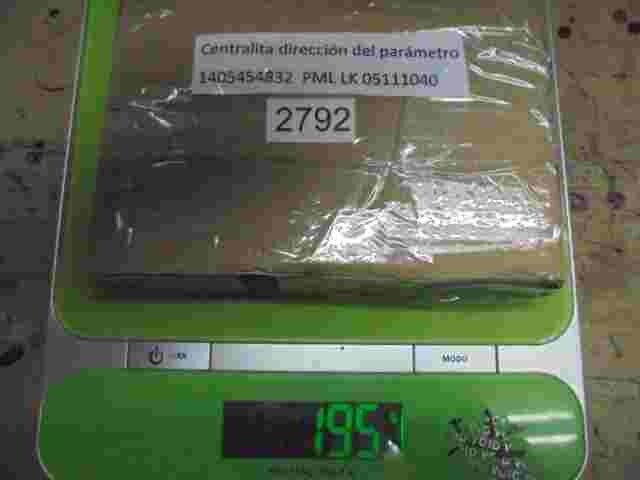 Centralita dirección del parámetro
1405454832 PML LK 05111040
2792
MODO
195